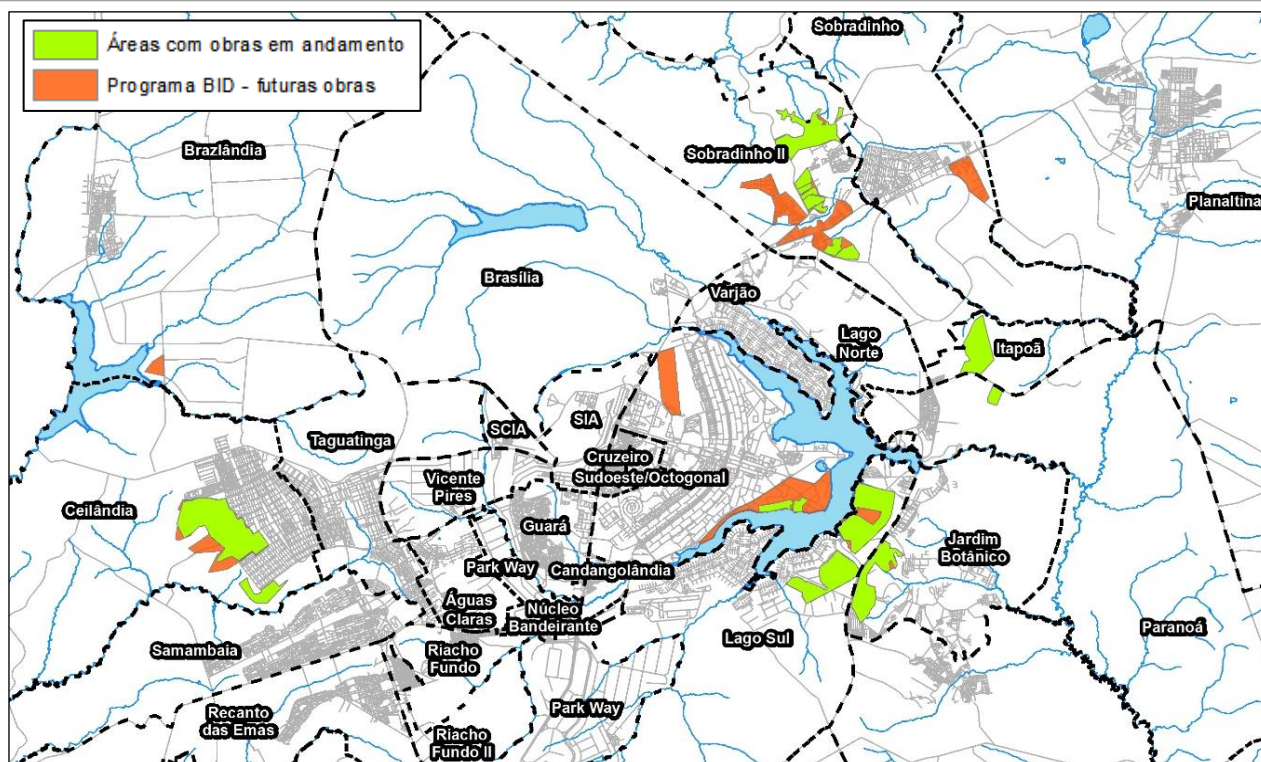 Áreas com obras em andamento
Programa BID - futuras obras
Sobradinho
Brazlândia
Sobradinho II
Planaltina
Brasília
Varjão
Lago
Norte
Itapoã
SCIA
SIA
Taguatinga
Cruzeiro
Sudoeste/Octogonal
Vicente
Pires
Ceilândia
Guará
Jardim
Botânico
Park Way
Candangolândia
Águas
Claras
Núcleo
Bandeirante
Samambaia
Riacho
Fundo
Lago Sul
Paranoá
Recanto
das Emas
Park Way
Riacho
Fundo II